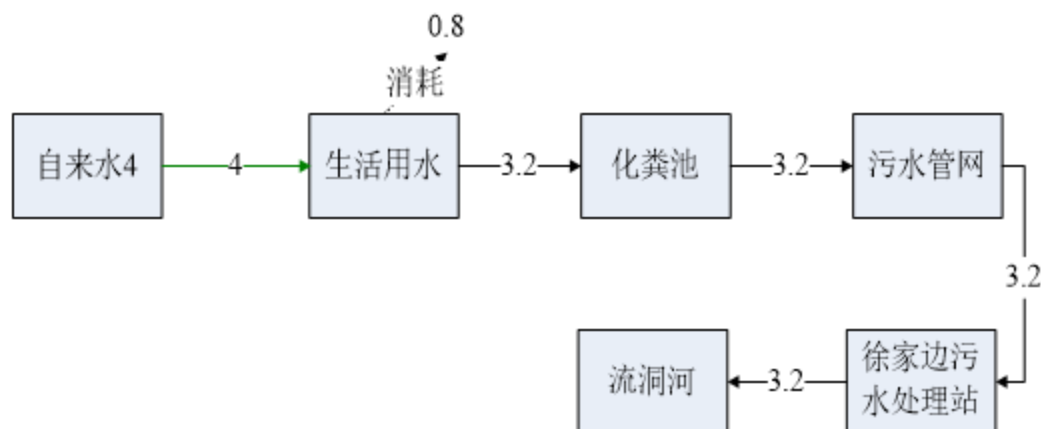 0.8
消耗
自来水4
4
生活用水
3.2
化粪池
3.2
污水管网
3.2
流洞河
3.2
徐家边污
水处理站